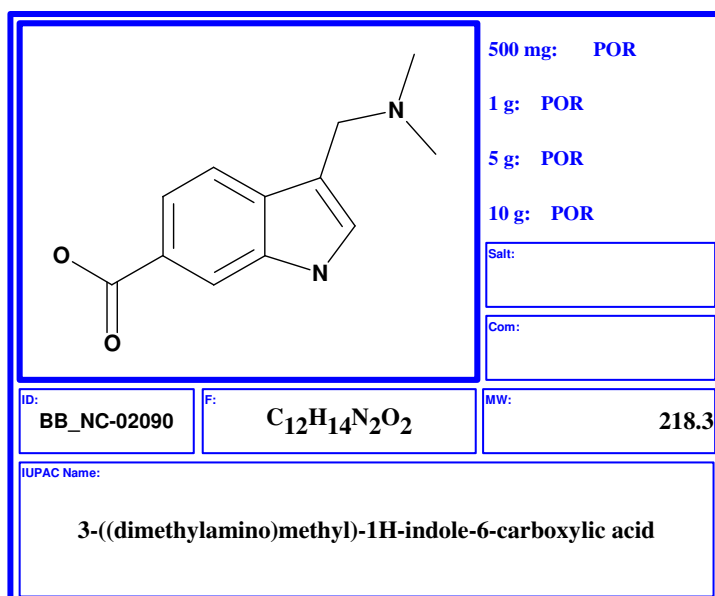 N
O
N
O
500 mg: POR
1 g: POR
5 g: POR
10 g: POR
Salt:
Com:
ID:
BB_NC-02090
F:
C12H14N2O2
MW:
218.3
IUPAC Name:
3-((dimethylamino)methyl)-1H-indole-6-carboxylic acid